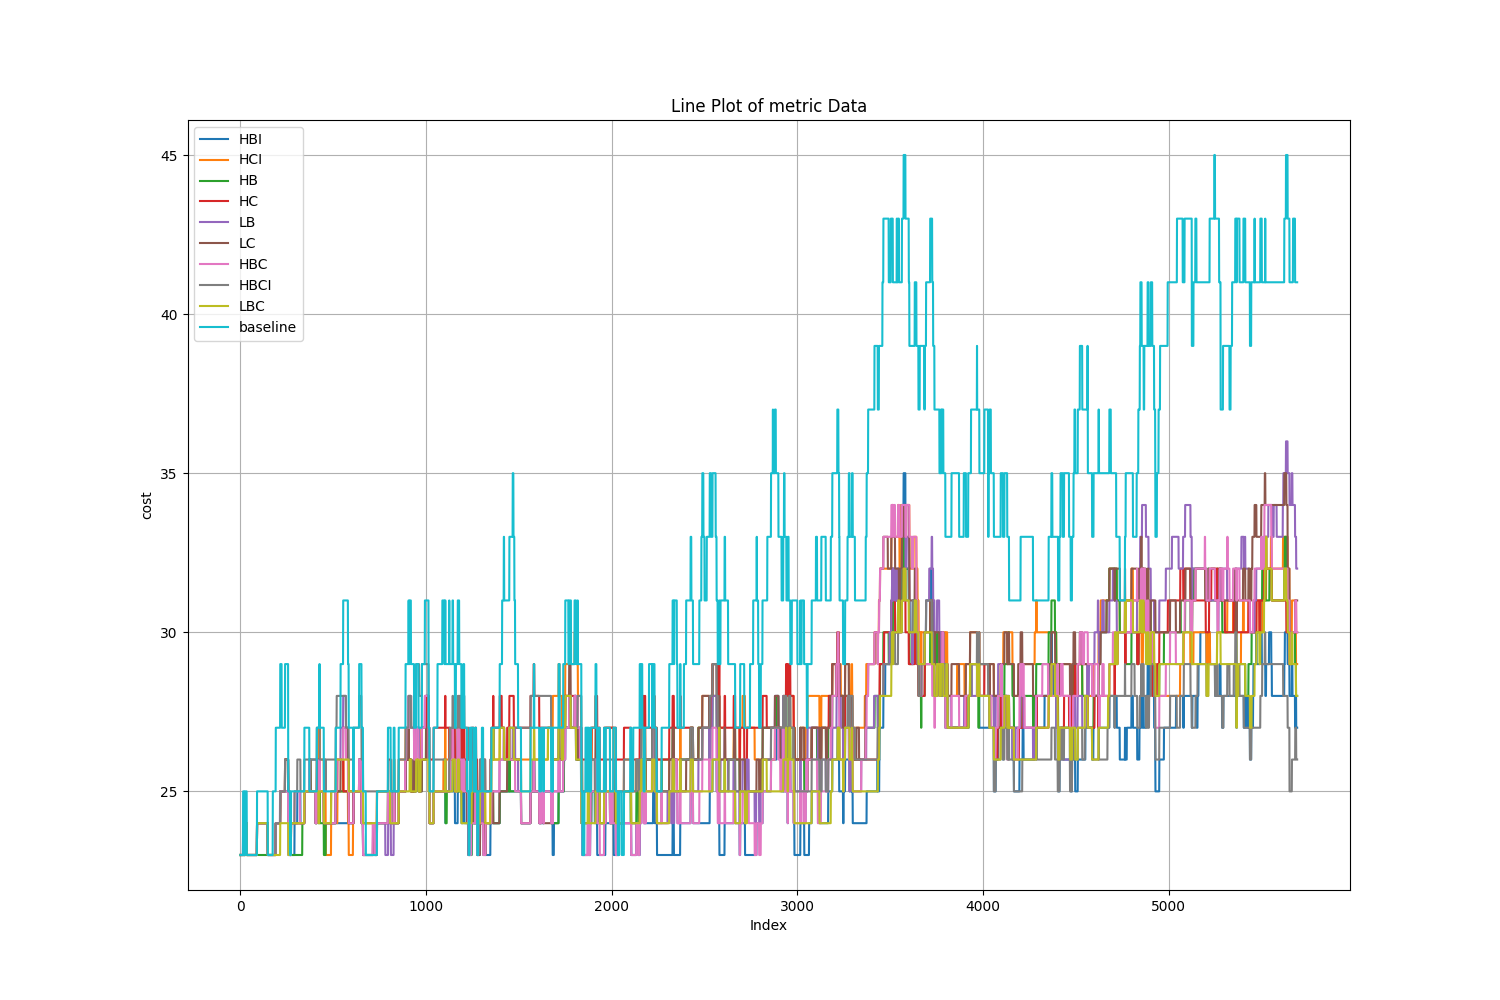 Line Plot of metric Data
HBI
HCI
HB
HC
LB
LC
HBC
HBCI
LBC
baseline
45
40
35
30
25
cost
0 1000 2000 3000 4000 5000
Index